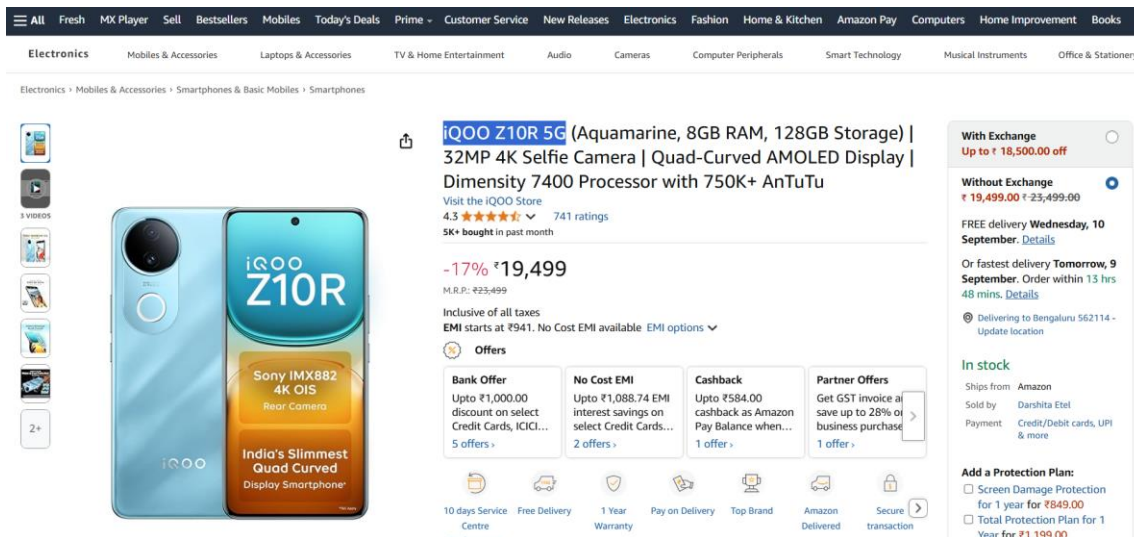 All Fresh MX Player Sell Bestsellers Mobiles Today's Deals Prime Customer Service New Releases Electronics Fashion Home & Kitchen Amazon Pay Computers Home Improvement Books
Electronics Mobiles & Accessories Laptops & Accessories TV & Home Entertainment Audio Cameras Computer Peripherals Smart Technology Musical Instruments Office & Stationery
Electronics › Mobiles & Accessories › Smartphones & Basic Mobiles › Smartphones
3 VIDEOS
2+
iQOO
Z10R
Sony IMX882
4K OIS
Rear Camera
India's Slimmest
Quad Curved
Display Smartphone*
iQOO
iQOO Z10R 5G (Aquamarine, 8GB RAM, 128GB Storage) |
32MP 4K Selfie Camera | Quad-Curved AMOLED Display |
Dimensity 7400 Processor with 750K+ AnTuTu
Visit the iQOO Store
4.3 741 ratings
5K+ bought in past month
-17% ₹19,499
M.R.P.: ₹23,499
Inclusive of all taxes
EMI starts at ₹941. No Cost EMI available EMI options
Offers
Bank Offer
Upto ₹1,000.00
discount on select
Credit Cards, ICICI...
5 offers ›
No Cost EMI
Upto ₹1,088.74 EMI
interest savings on
select Credit Cards...
2 offers ›
Cashback
Upto ₹584.00
cashback as Amazon
Pay Balance when...
1 offer ›
Partner Offers
Get GST invoice a
save up to 28% o
business purchase
1 offer ›
10 days Service
Centre
Free Delivery
1 Year
Warranty
Pay on Delivery
Top Brand
Amazon
Delivered
Secure
transaction
With Exchange
Up to ₹ 18,500.00 off
Without Exchange
₹ 19,499.00 ₹ 23,499.00
FREE delivery Wednesday, 10
September. Details
Or fastest delivery Tomorrow, 9
September. Order within 13 hrs
48 mins. Details
Delivering to Bengaluru 562114 -
Update location
In stock
Ships from Amazon
Sold by Darshita Etel
Payment Credit/Debit cards, UPI
& more
Add a Protection Plan:
Screen Damage Protection
for 1 year for ₹849.00
Total Protection Plan for 1
Year for ₹1,199.00